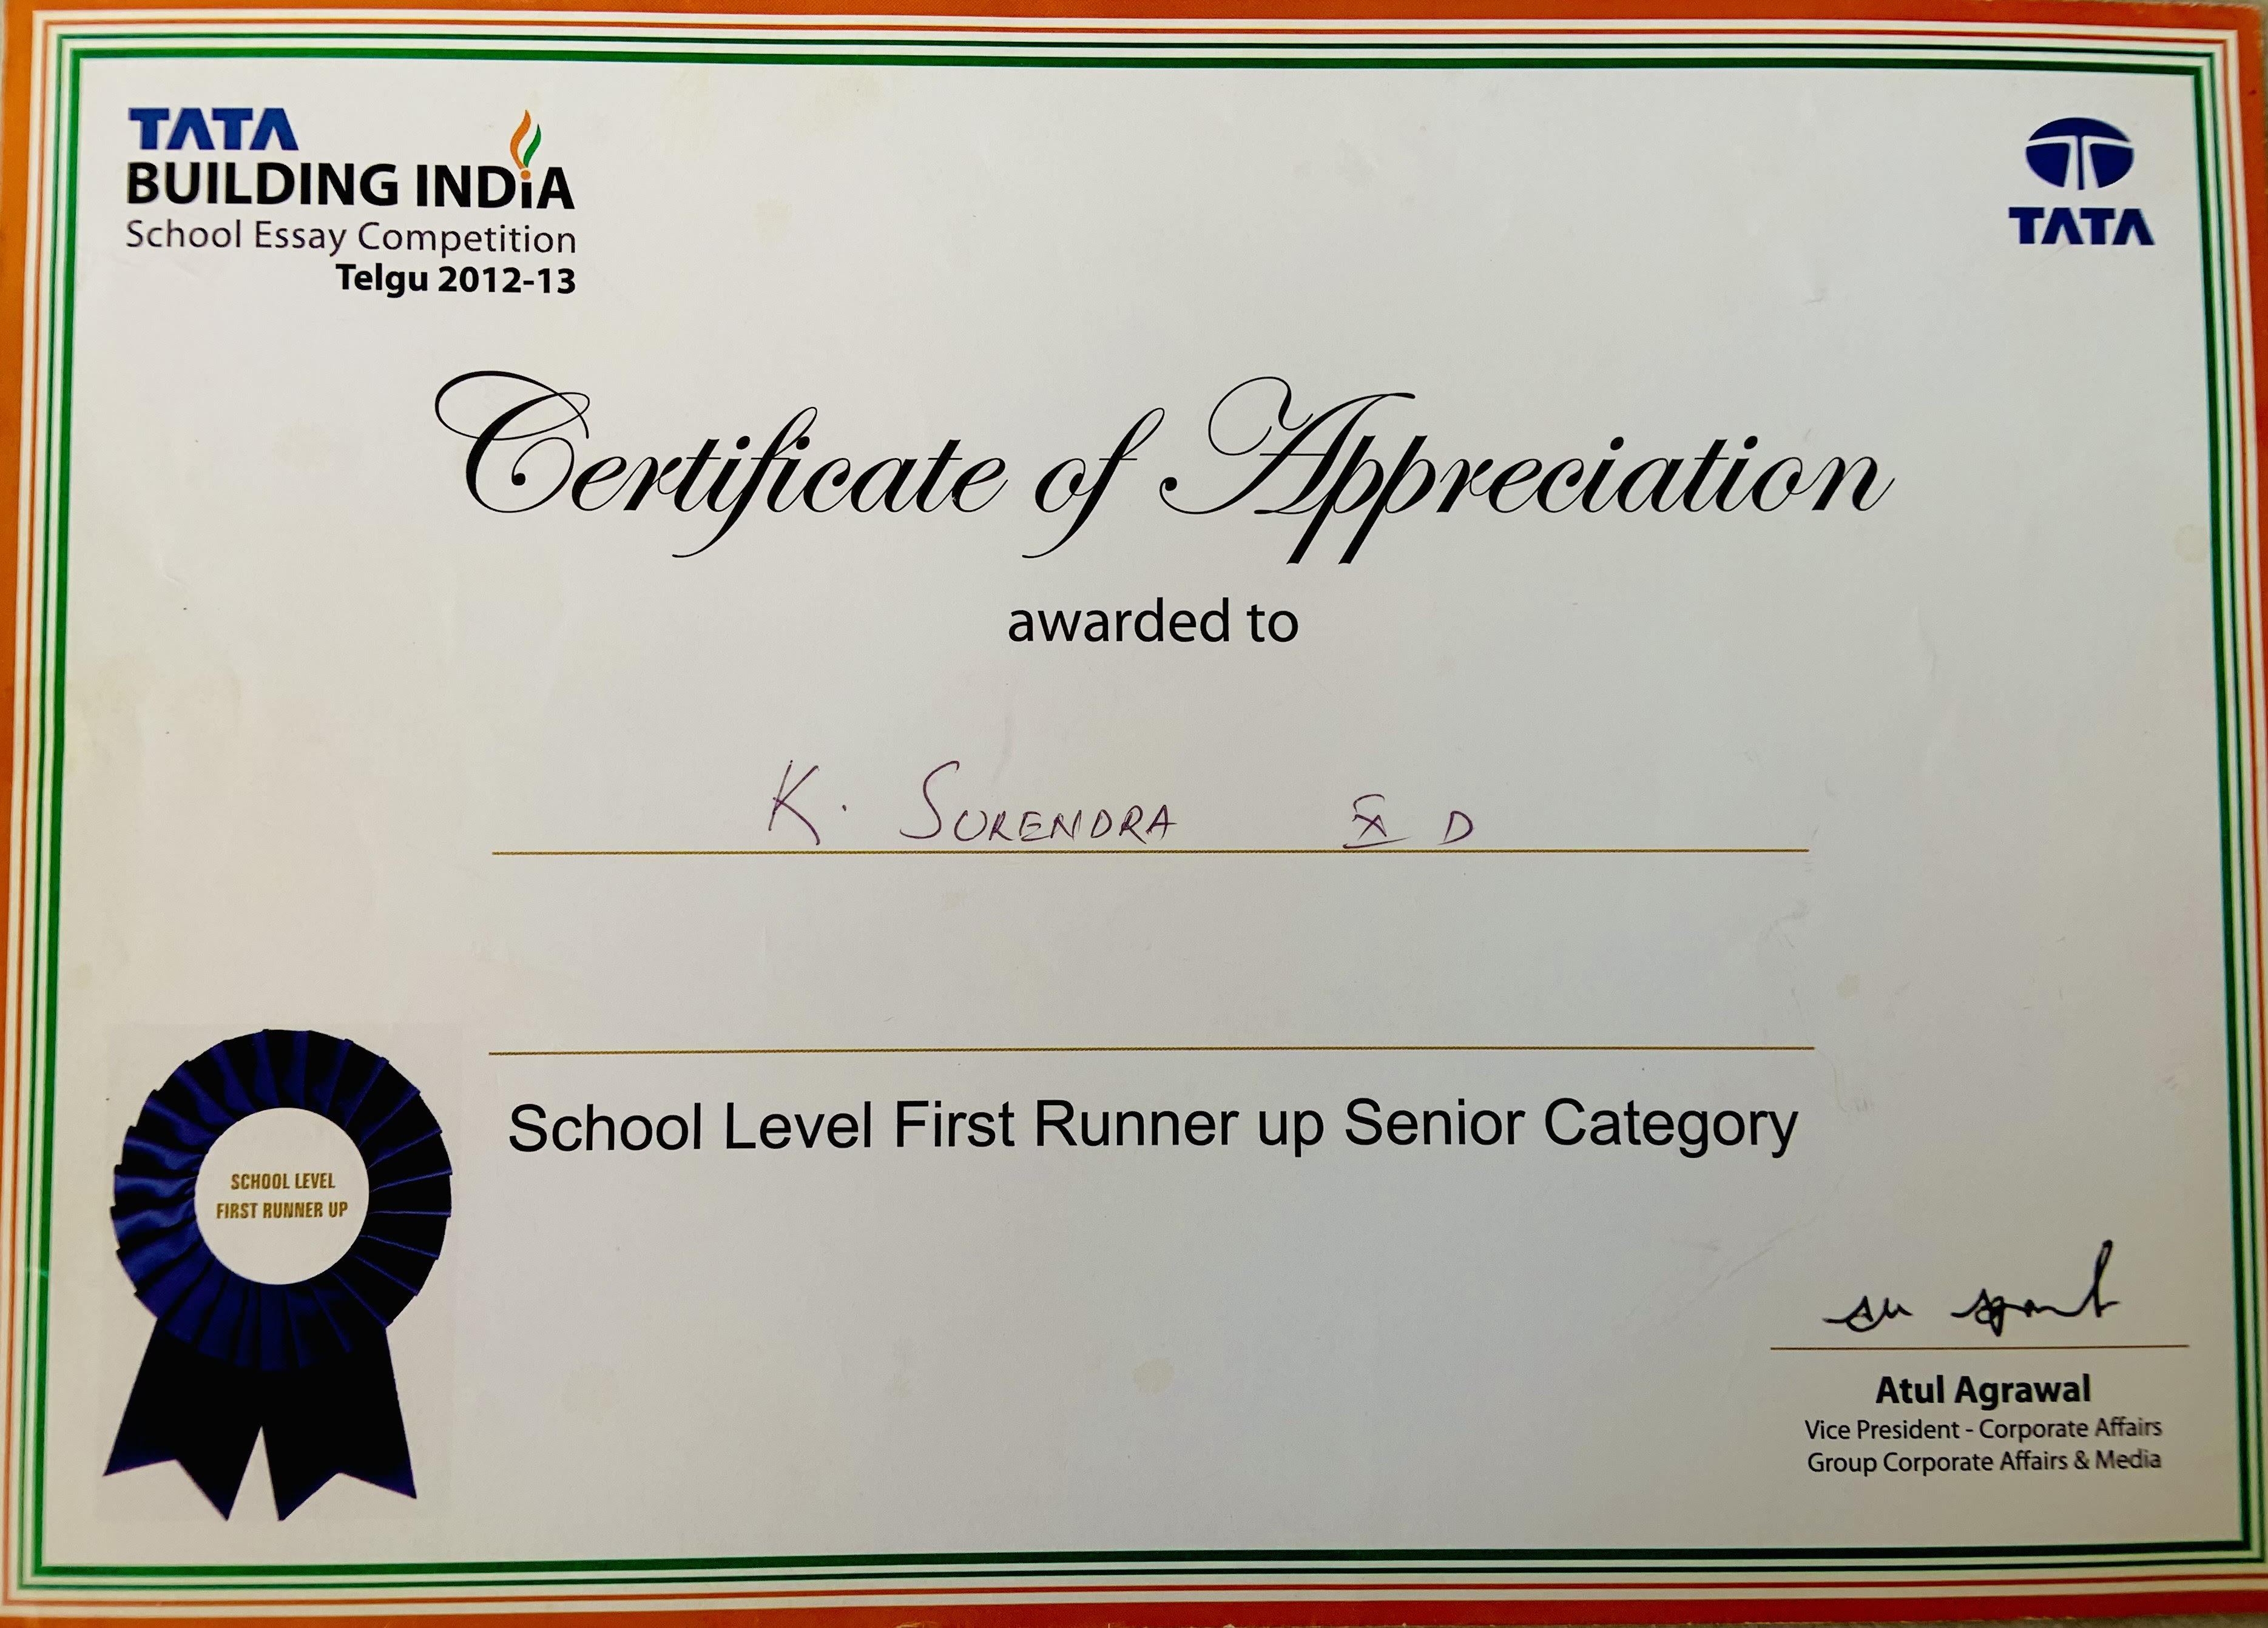 TATA
BUILDING INDiA
School Essay Competition
Telgu 2012-13
TATA
Certificate of Appreciation
awarded to
K. SURENDRA X D
School Level First Runner up Senior Category
SCHOOL LEVEL
FIRST RUNNER UP
Atul Agrawal
Vice President - Corporate Affairs
Group Corporate Affairs & Media